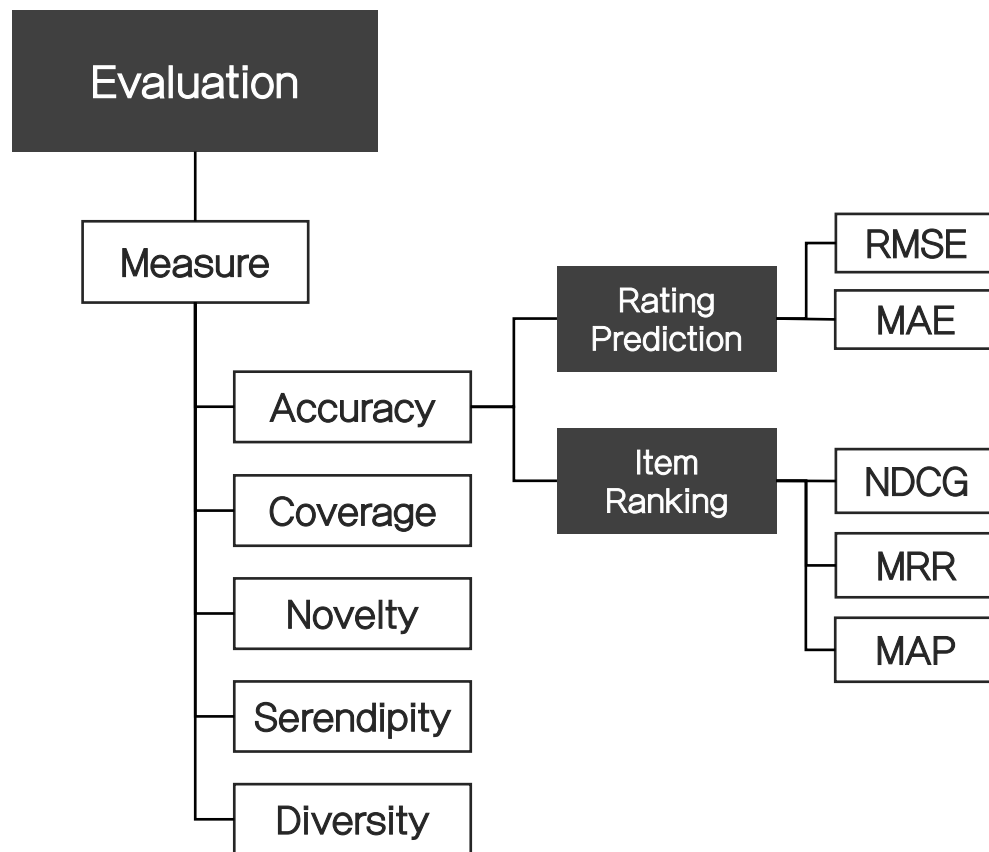 Evaluation
Measure
Accuracy
Coverage
Novelty
Serendipity
Diversity
Rating
Prediction
Item
Ranking
RMSE
MAE
NDCG
MRR
MAP